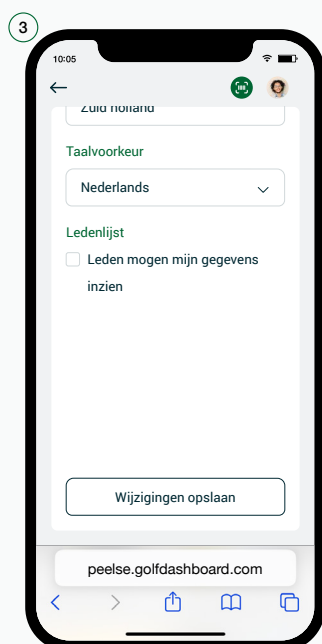 3
10:05
Zuid holland
Taalvoorkeur
Nederlands
Ledenlijst
Leden mogen mijn gegevens
inzien
Wijzigingen opslaan
peelse.golfdashboard.com